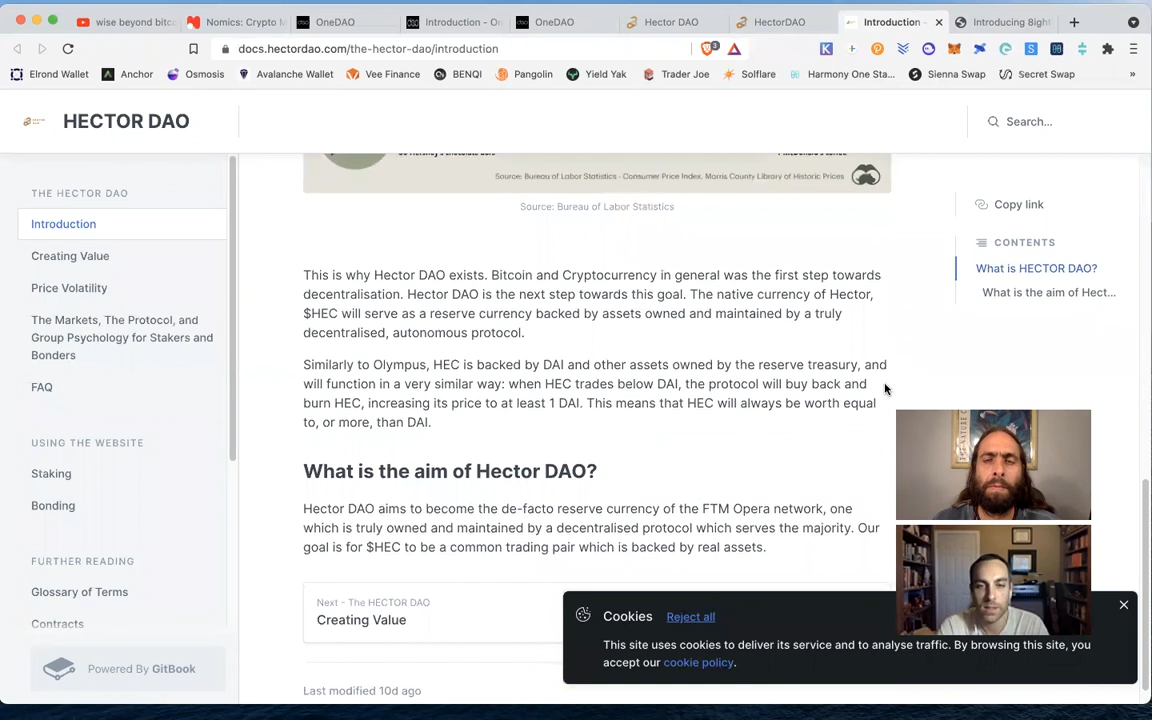 wise beyond bitc
Nomics: Crypto M
OneDAO
Introduction - On
OneDAO
Hector DAO
HectorDAO
Introduction -
Introducing 8ight
docs.hectordao.com/the-hector-dao/introduction
Elrond Wallet
Anchor
Osmosis
Avalanche Wallet
Vee Finance
BENQI
Pangolin
Yield Yak
Trader Joe
Solflare
Harmony One Sta...
Sienna Swap
Secret Swap
HECTOR DAO
Search...
THE HECTOR DAO
Introduction
Creating Value
Price Volatility
The Markets, The Protocol, and
Group Psychology for Stakers and
Bonders
FAQ
USING THE WEBSITE
Staking
Bonding
FURTHER READING
Glossary of Terms
Contracts
Powered By GitBook
Source: Bureau of Labor Statistics - Consumer Price Index, Morris County Library of Historic Prices
Source: Bureau of Labor Statistics
This is why Hector DAO exists. Bitcoin and Cryptocurrency in general was the first step towards
decentralisation. Hector DAO is the next step towards this goal. The native currency of Hector,
$HEC will serve as a reserve currency backed by assets owned and maintained by a truly
decentralised, autonomous protocol.
Similarly to Olympus, HEC is backed by DAI and other assets owned by the reserve treasury, and
will function in a very similar way: when HEC trades below DAI, the protocol will buy back and
burn HEC, increasing its price to at least 1 DAI. This means that HEC will always be worth equal
to, or more, than DAI.
What is the aim of Hector DAO?
Hector DAO aims to become the de-facto reserve currency of the FTM Opera network, one
which is truly owned and maintained by a decentralised protocol which serves the majority. Our
goal is for $HEC to be a common trading pair which is backed by real assets.
Next - The HECTOR DAO
Creating Value
Last modified 10d ago
Copy link
CONTENTS
What is HECTOR DAO?
What is the aim of Hect...
Cookies
Reject all
This site uses cookies to deliver its service and to analyse traffic. By browsing this site, you
accept our cookie policy.